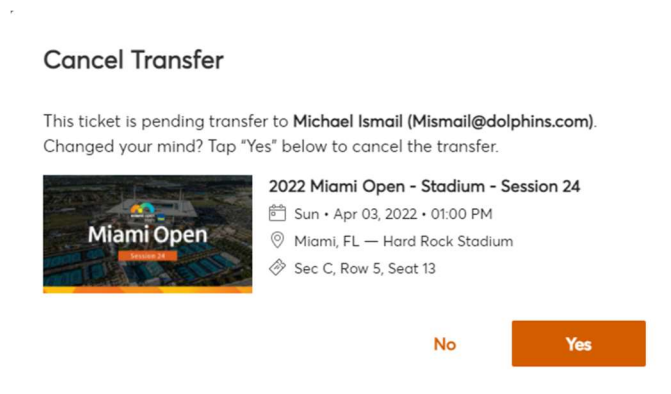 Cancel Transfer
This ticket is pending transfer to Michael Ismail (Mismail@dolphins.com).
Changed your mind? Tap "Yes" below to cancel the transfer.
Miami Open
Session 24
2022 Miami Open - Stadium - Session 24
Sun • Apr 03, 2022 • 01:00 PM
Miami, FL — Hard Rock Stadium
Sec C, Row 5, Seat 13
No
Yes